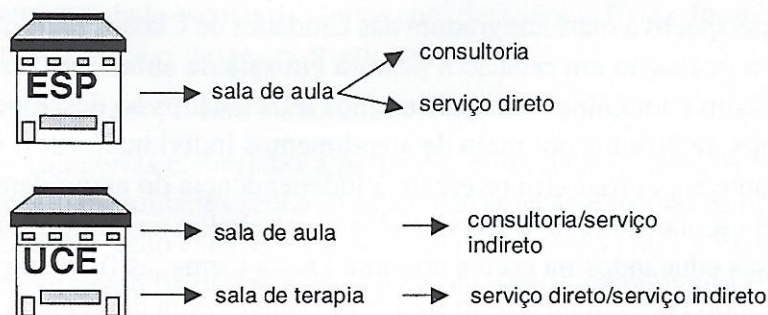 ESP
sala de aula
consultoria
serviço direto
UCE
sala de aula
consultoria/serviço
indireto
sala de terapia
serviço direto/serviço indireto